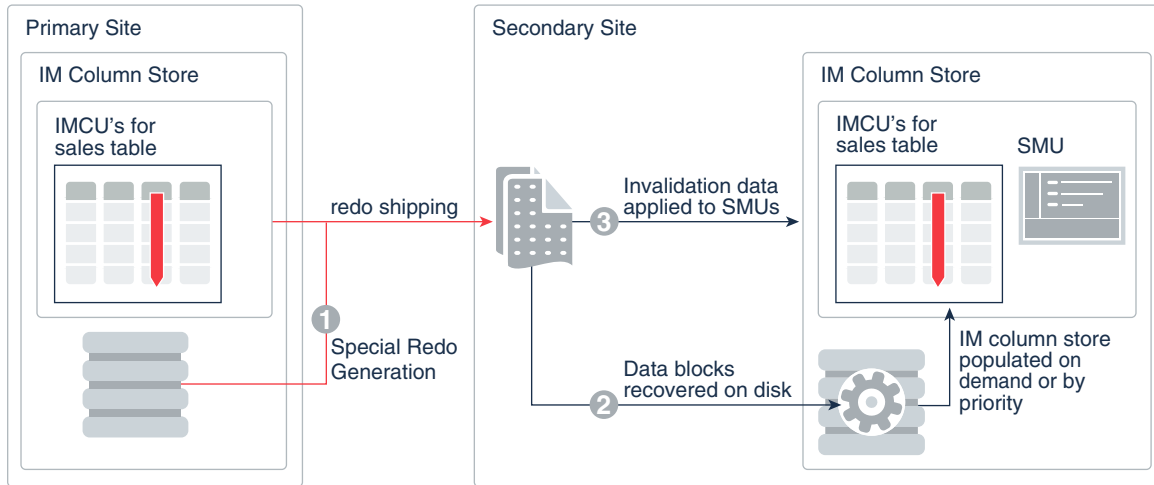 Primary Site
IM Column Store
IMCU's for
sales table
redo shipping
1
Special Redo
Generation
Secondary Site
3
Invalidation data
applied to SMUs
2
Data blocks
recovered on disk
IM Column Store
IMCU's for
sales table
SMU
IM column store
populated on
demand or by
priority